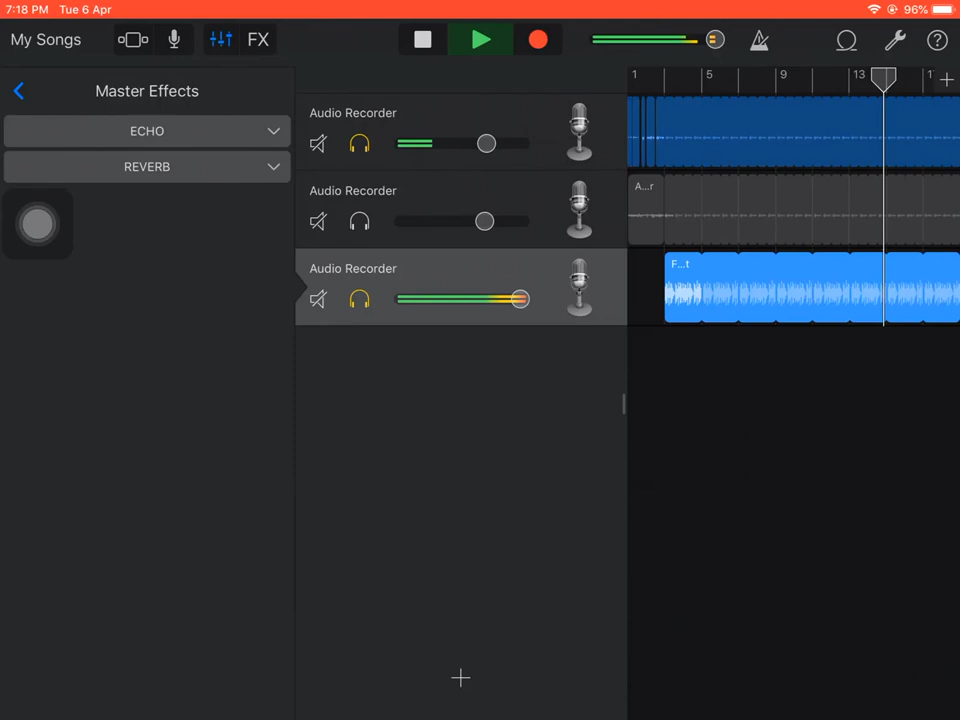 7:18 PM Tue 6 Apr 96%
My Songs FX
1 5 9 13
Master Effects
ECHO
REVERB
Audio Recorder
Audio Recorder
A...r
Audio Recorder
F...t